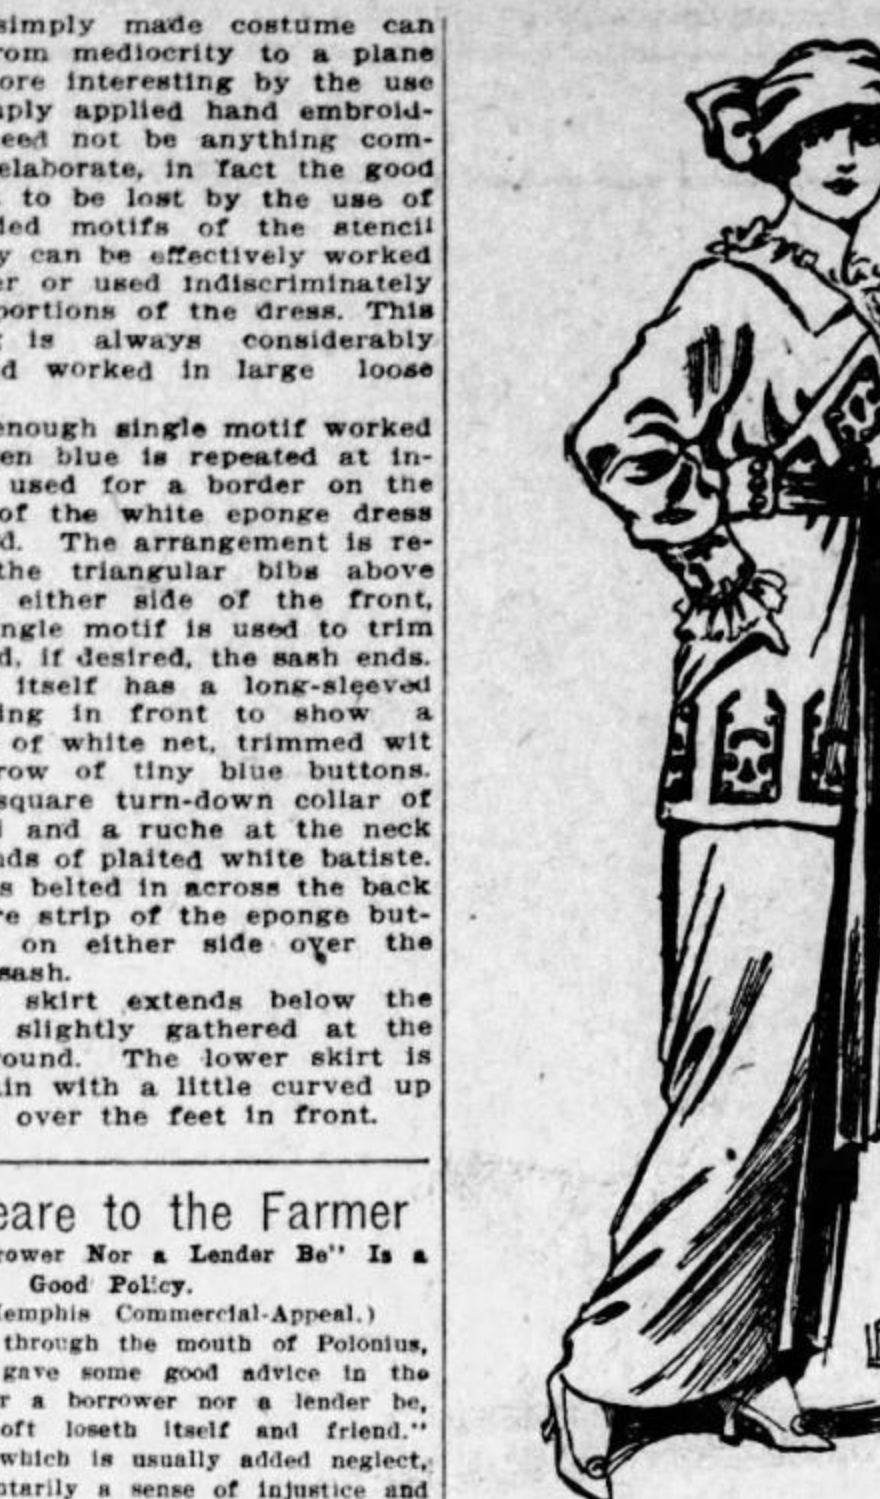 simply made costume can
rom mediocrity to a plane
ore interesting by the use
ply applied hand embroid-
eed not be anything com-
elaborate, in fact the good
to be lost by the use of
led motifs of the stencil
y can be effectively worked
er or used indiscriminately
portions of the dress. This
is always considerably
d worked in large loose
enough single motif worked
en blue is repeated at in-
used for a border on the
of the white eponge dress
d. The arrangement is re-
the triangular bibs above
either side of the front,
ngle motif is used to trim
d, if desired, the sash ends.
itself has a long-sleeved
ing in front to show a
of white net, trimmed wit
row of tiny blue buttons.
square turn-down collar of
and a ruche at the neck
nds of plaited white batiste.
s belted in across the back
re strip of the eponge but-
on either side over the
sash.
skirt extends below the
slightly gathered at the
round. The lower skirt is
in with a little curved up
over the feet in front.
eare to the Farmer
rower Nor a Lender Be" Is a
Good Policy.
emphis Commercial-Appeal.)
through the mouth of Polonius,
gave some good advice in the
r a borrower nor a lender be,
oft loseth itself and friend."
which is usually added neglect,
ntarily a sense of injustice and